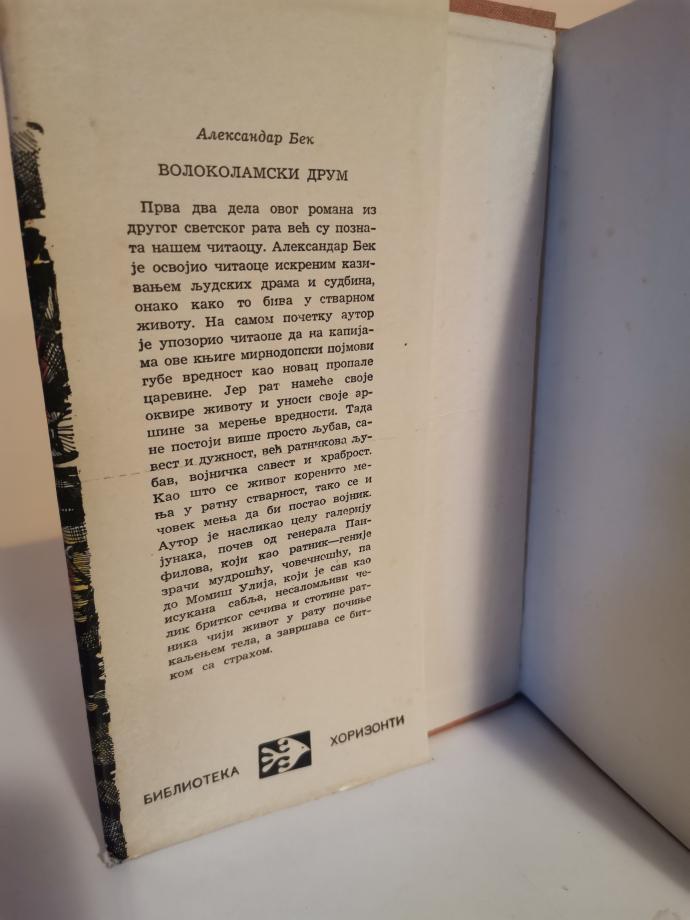 Александар Бек
ВОЛОКОЛАМСКИ ДРУМ
Прва два дела овог романа из
другог светског рата већ су позна-
та нашем читаоцу. Александар Бек
је освојио читаоце искреним кази-
вањем људских драма и судбина,
онако како то бива у стварном
животу. На самом почетку аутор
је упозорио читаоце да на капија-
ма ове књиге мирнодопски појмови
губе вредност као новац пропале
царевине. Јер рат намеће своје
оквире животу и уноси своје ар-
шине за мерење вредности. Тада
не постоји више просто љубав, са-
вест и дужност, већ ратникова љу-
бав, војничка савест и храброст.
Као што се живот коренито ме-
ња у ратну стварност, тако се и
човек мења да би постао војник.
Аутор је насликао целу галерију
јунака, почев од генерала Пан-
филова, који као ратник—геније
зрачи мудрошћу, човечношћу, па
до Момиш Улија, који је сав као
исукана сабља, несаломљиви че-
лик бритког сечива и стотине рат-
ника чији живот у рату почиње
каљењем тела, а завршава се бит-
ком са страхом.
БИБЛИОТЕКА ХОРИЗОНТИ